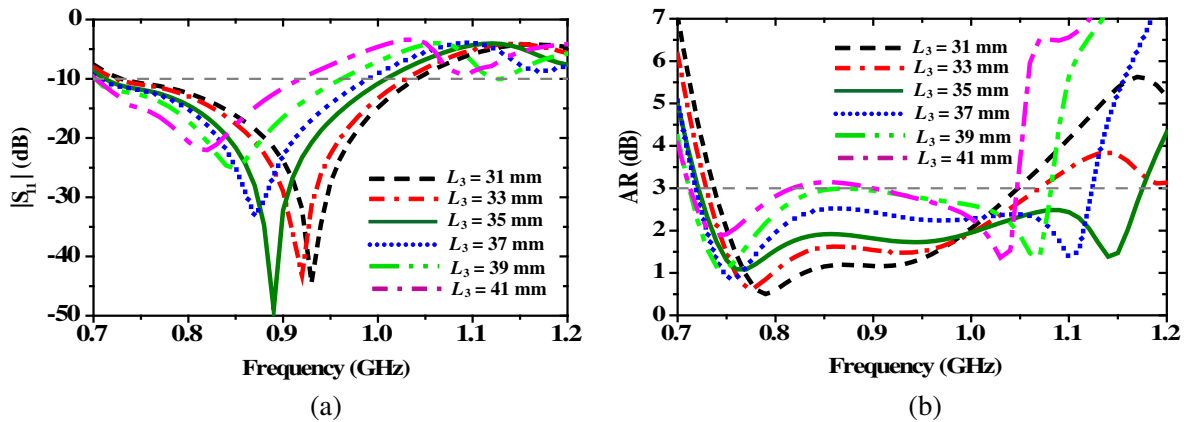 0
-10
-20
-30
-40
-50
|S₁₁| (dB)
L₃ = 31 mm
L₃ = 33 mm
L₃ = 35 mm
L₃ = 37 mm
L₃ = 39 mm
L₃ = 41 mm
0.7 0.8 0.9 1.0 1.1 1.2
Frequency (GHz)
(a)
7
6
5
4
3
2
1
0
AR (dB)
L₃ = 31 mm
L₃ = 33 mm
L₃ = 35 mm
L₃ = 37 mm
L₃ = 39 mm
L₃ = 41 mm
0.7 0.8 0.9 1.0 1.1 1.2
Frequency (GHz)
(b)